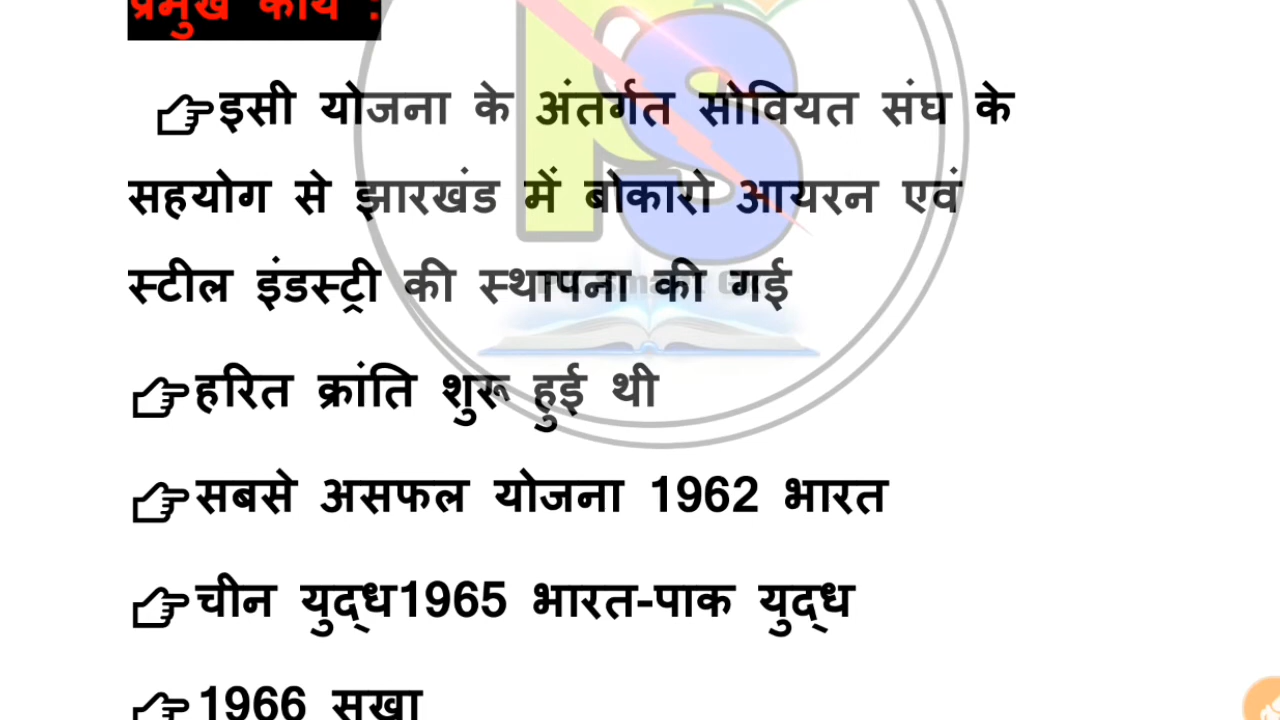 प्रमुख कार्य :
👉इसी योजना के अंतर्गत सोवियत संघ के
सहयोग से झारखंड में बोकारो आयरन एवं
स्टील इंडस्ट्री की स्थापना की गई
👉हरित क्रांति शुरू हुई थी
👉सबसे असफल योजना 1962 भारत
👉चीन युद्ध1965 भारत-पाक युद्ध
👉1966 सूखा